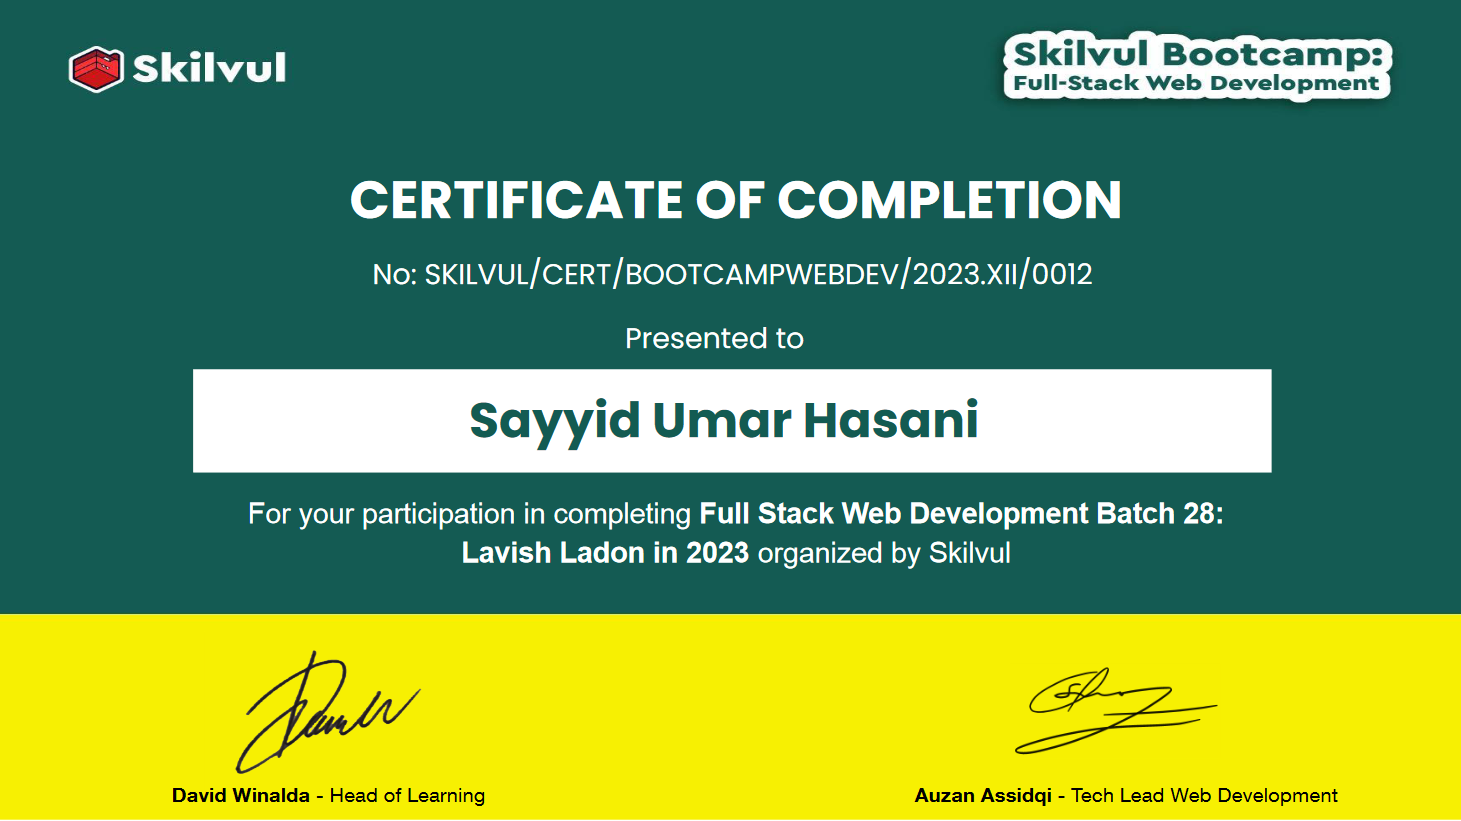 Skilvul
Skilvul Bootcamp:
Full-Stack Web Development
CERTIFICATE OF COMPLETION
No: SKILVUL/CERT/BOOTCAMPWEBDEV/2023.XII/0012
Presented to
Sayyid Umar Hasani
For your participation in completing Full Stack Web Development Batch 28:
Lavish Ladon in 2023 organized by Skilvul
David Winalda - Head of Learning
Auzan Assidqi - Tech Lead Web Development